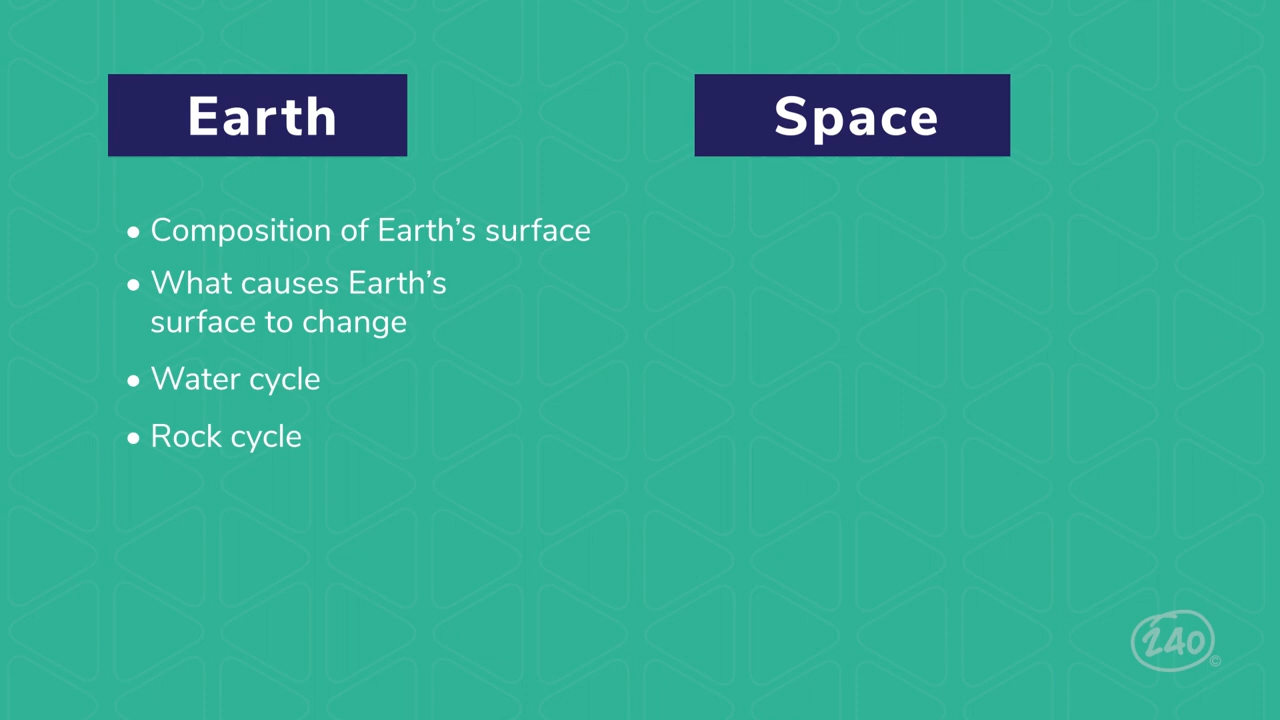 Earth
Space
• Composition of Earth’s surface
• What causes Earth’s
surface to change
• Water cycle
• Rock cycle
240
©